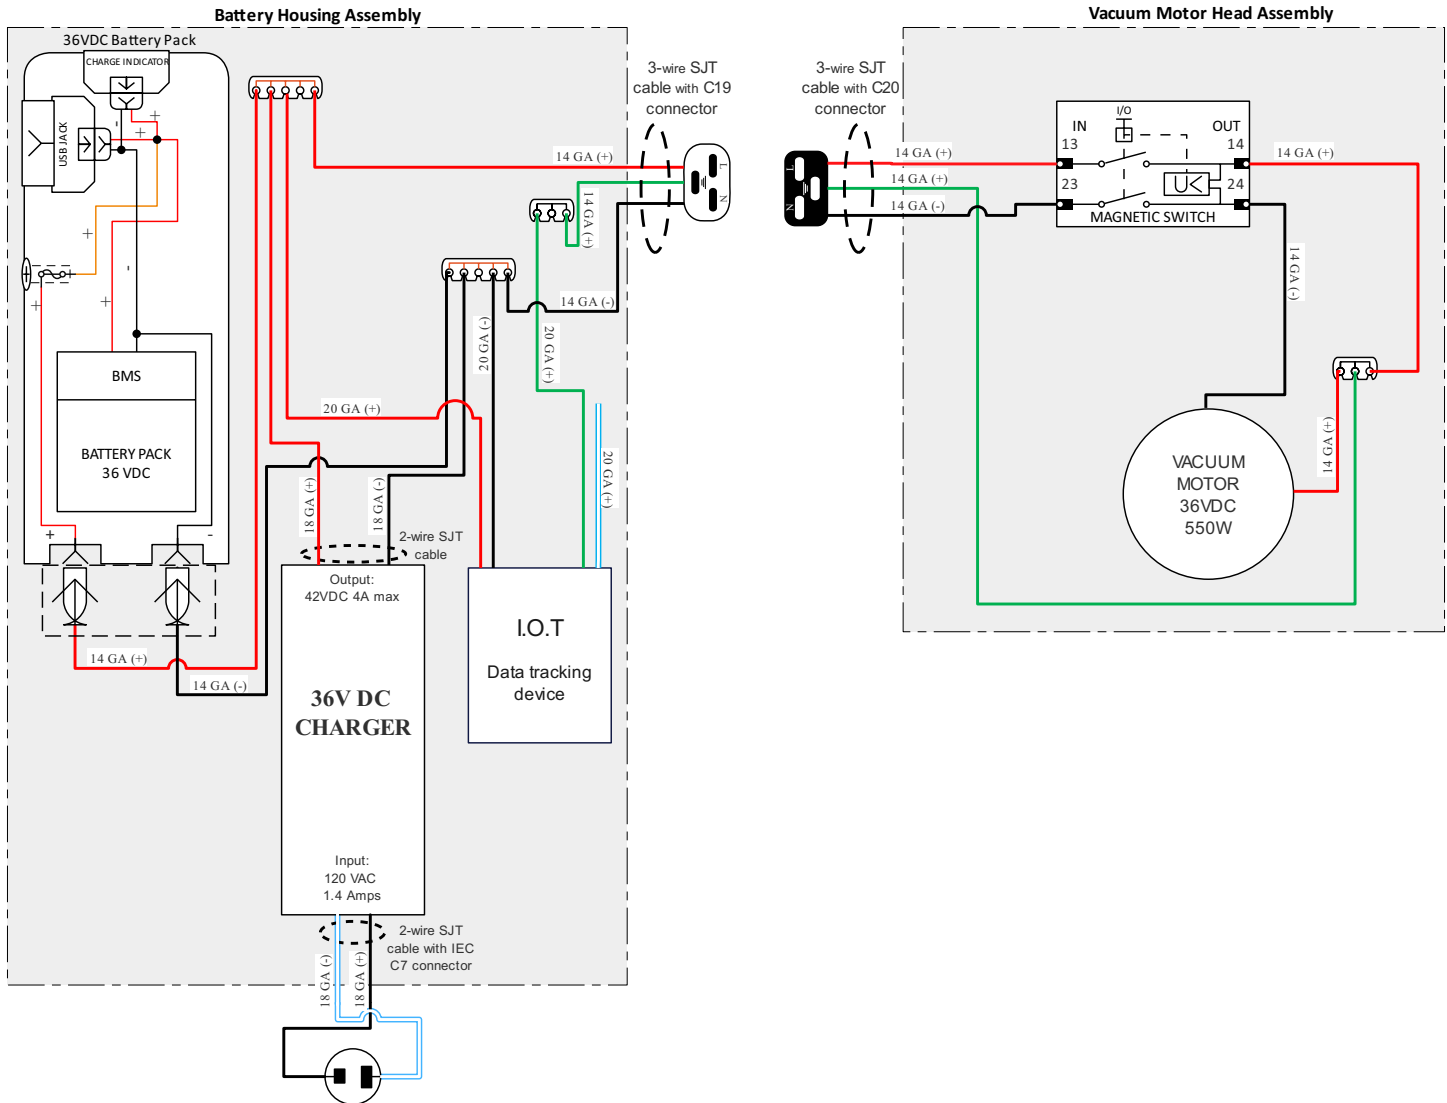 Battery Housing Assembly
Vacuum Motor Head Assembly
36VDC Battery Pack
CHARGE INDICATOR
USB JACK
+
+
-
+
+
-
+
+
+
BMS
BATTERY PACK
36 VDC
+
-
14 GA (+)
14 GA (-)
3-wire SJT
cable with C19
connector
14 GA (+)
14 GA (+)
14 GA (-)
L
N
20 GA (-)
20 GA (+)
20 GA (+)
20 GA (+)
18 GA (+)
18 GA (-)
2-wire SJT
cable
Output:
42VDC 4A max
36V DC
CHARGER
Input:
120 VAC
1.4 Amps
I.O.T
Data tracking
device
2-wire SJT
cable with IEC
C7 connector
18 GA (-)
18 GA (+)
3-wire SJT
cable with C20
connector
L
N
14 GA (+)
14 GA (+)
14 GA (-)
I/O
IN
OUT
13
14
23
24
MAGNETIC SWITCH
14 GA (+)
14 GA (-)
14 GA (+)
VACUUM
MOTOR
36VDC
550W